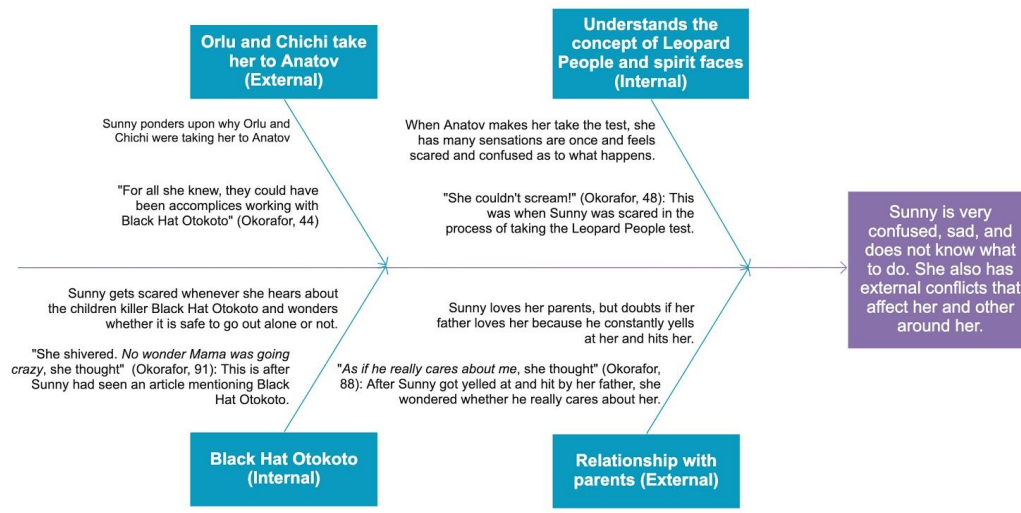 Orlu and Chichi take
her to Anatov
(External)
Sunny ponders upon why Orlu and
Chichi were taking her to Anatov
"For all she knew, they could have
been accomplices working with
Black Hat Otokoto" (Okorafor, 44)
Understands the
concept of Leopard
People and spirit faces
(Internal)
When Anatov makes her take the test, she
has many sensations are once and feels
scared and confused as to what happens.
"She couldn't scream!" (Okorafor, 48): This
was when Sunny was scared in the
process of taking the Leopard People test.
Sunny is very
confused, sad, and
does not know what
to do. She also has
external conflicts that
affect her and other
around her.
Sunny gets scared whenever she hears about
the children killer Black Hat Otokoto and wonders
whether it is safe to go out alone or not.
"She shivered. No wonder Mama was going
crazy, she thought" (Okorafor, 91): This is after
Sunny had seen an article mentioning Black
Hat Otokoto.
Black Hat Otokoto
(Internal)
Sunny loves her parents, but doubts if her
father loves her because he constantly yells
at her and hits her.
"As if he really cares about me, she thought" (Okorafor,
88): After Sunny got yelled at and hit by her father, she
wondered whether he really cares about her.
Relationship with
parents (External)